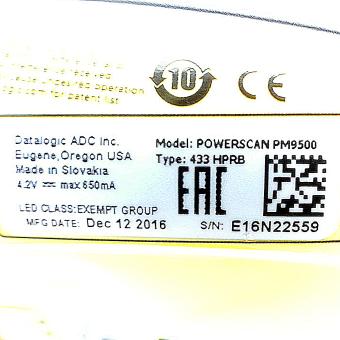 undesired operation
for patent list
10
CE
Datalogic ADC Inc.
Eugene,Oregon USA
Made in Slovakia
4.2V max 650mA
LED CLASS:EXEMPT GROUP
MFG DATE: Dec 12 2016
Model: POWERSCAN PM9500
Type: 433 HPRB
EAC
S/N: E16N22559